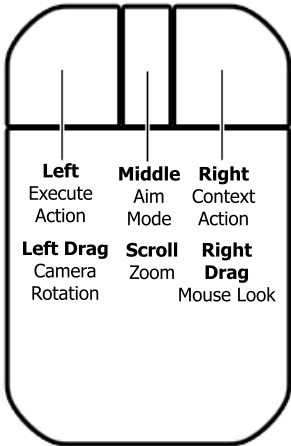 Left
Execute
Action
Middle
Aim
Mode
Right
Context
Action
Left Drag
Camera
Rotation
Scroll
Zoom
Right
Drag
Mouse Look